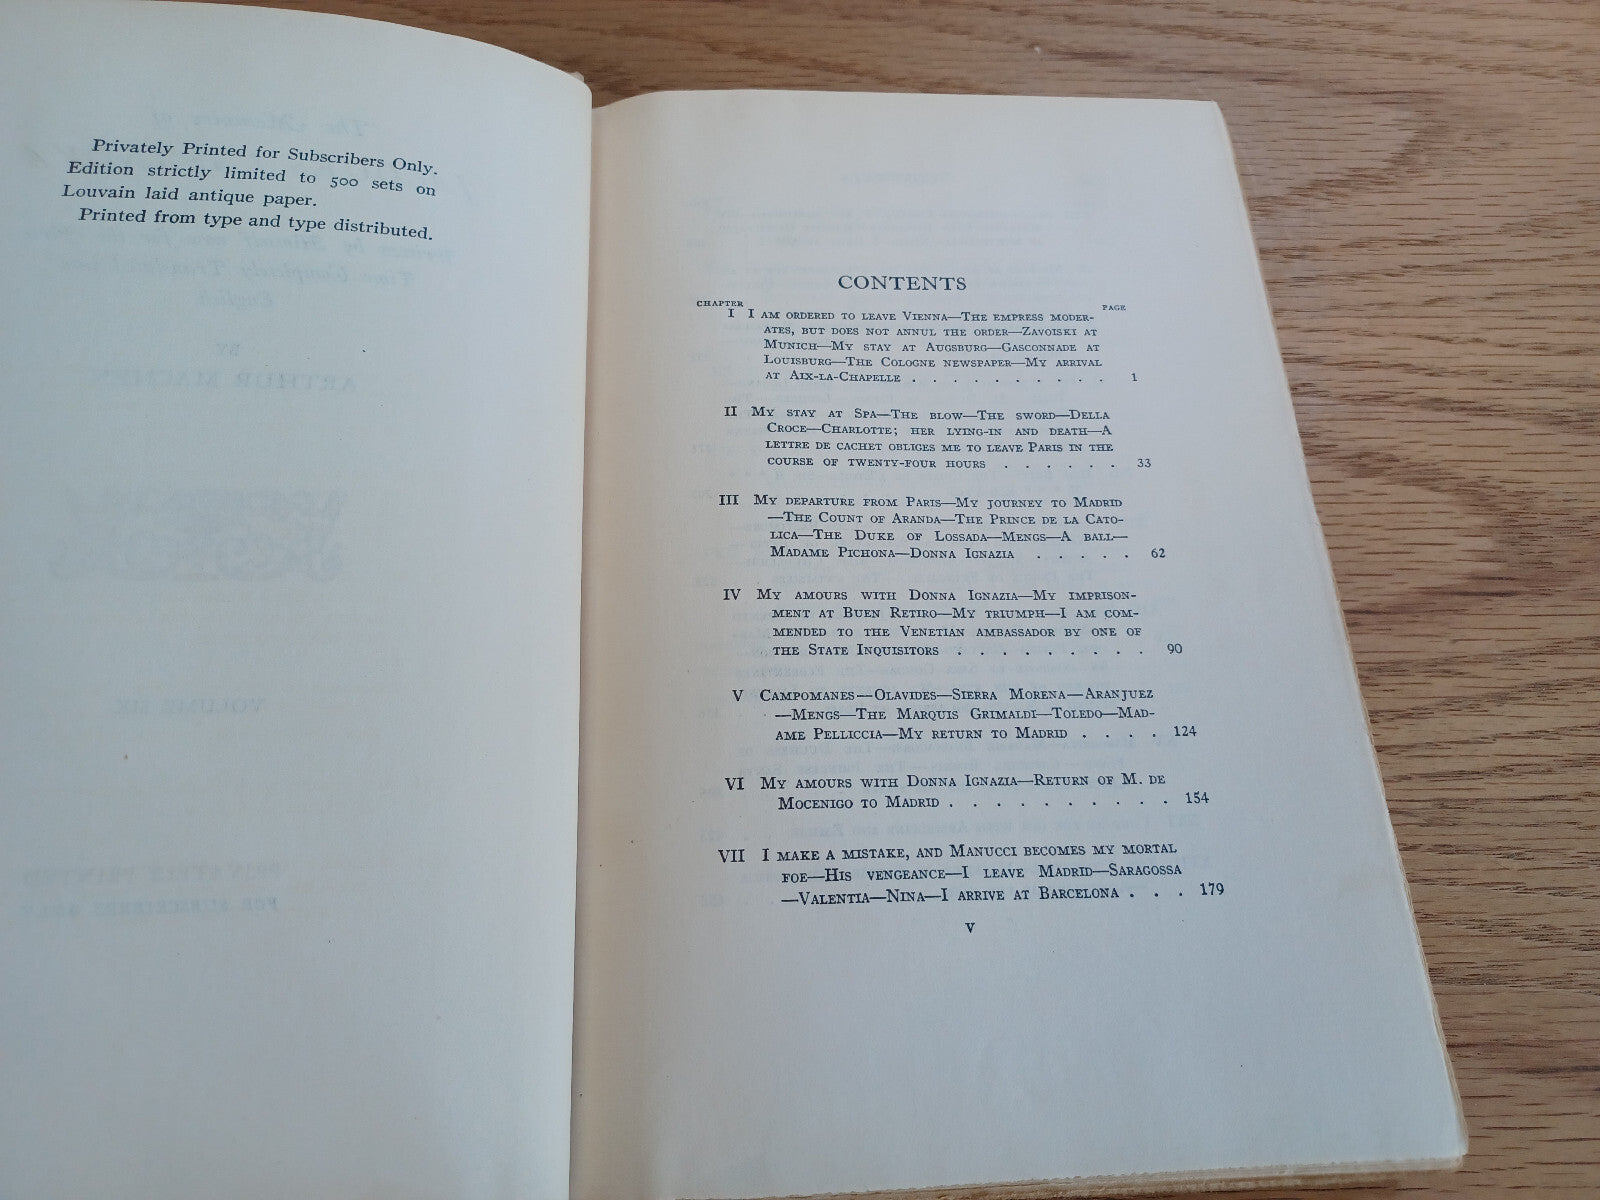 Privately Printed for Subscribers Only.
Edition strictly limited to 500 sets on
Louvain laid antique paper.
Printed from type and type distributed.
CONTENTS
CHAPTER PAGE
I I AM ORDERED TO LEAVE VIENNA—THE EMPRESS MODER-
ATES, BUT DOES NOT ANNUL THE ORDER—ZAVOISKI AT
MUNICH—MY STAY AT AUGSBURG—GASCONNADE AT
LOUISBURG—THE COLOGNE NEWSPAPER—MY ARRIVAL
AT AIX-LA-CHAPELLE . . . . . . . . . . 1
II MY STAY AT SPA—THE BLOW—THE SWORD—DELLA
CROCE—CHARLOTTE; HER LYING-IN AND DEATH—A
LETTRE DE CACHET OBLIGES ME TO LEAVE PARIS IN THE
COURSE OF TWENTY-FOUR HOURS . . . . . . 33
III MY DEPARTURE FROM PARIS—MY JOURNEY TO MADRID
—THE COUNT OF ARANDA—THE PRINCE DE LA CATO-
LICA—THE DUKE OF LOSSADA—MENGS—A BALL—
MADAME PICHONA—DONNA IGNAZIA . . . . . 62
IV MY AMOURS WITH DONNA IGNAZIA—MY IMPRISON-
MENT AT BUEN RETIRO—MY TRIUMPH—I AM COM-
MENDED TO THE VENETIAN AMBASSADOR BY ONE OF
THE STATE INQUISITORS . . . . . . . . . 90
V CAMPOMANES—OLAVIDES—SIERRA MORENA—ARANJUEZ
—MENGS—THE MARQUIS GRIMALDI—TOLEDO—MAD-
AME PELLICCIA—MY RETURN TO MADRID . . . . 124
VI MY AMOURS WITH DONNA IGNAZIA—RETURN OF M. DE
MOCENIGO TO MADRID . . . . . . . . . . 154
VII I MAKE A MISTAKE, AND MANUCCI BECOMES MY MORTAL
FOE—HIS VENGEANCE—I LEAVE MADRID—SARAGOSSA
—VALENTIA—NINA—I ARRIVE AT BARCELONA . . . 179
V